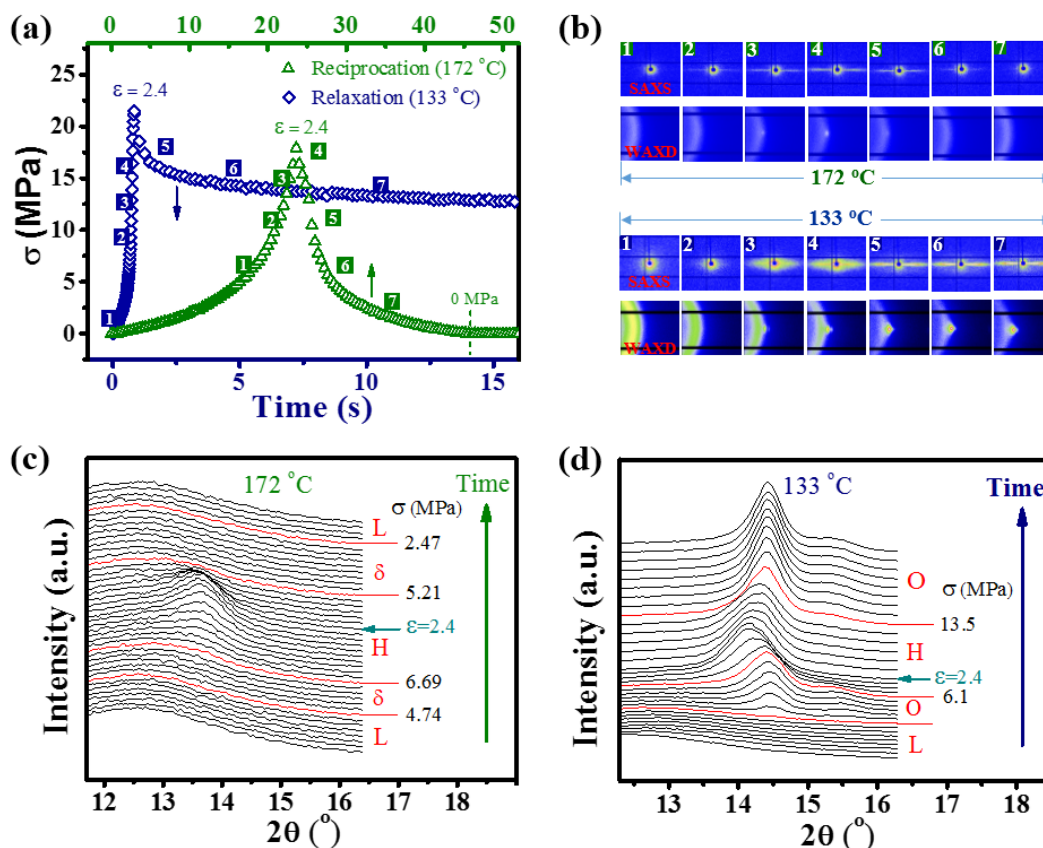 (a)
0 10 20 30 40 50
25
20
15
10
5
0
σ (MPa)
Reciprocation (172 °C)
Relaxation (133 °C)
ε = 2.4
ε = 2.4
1 2 3 4 5 6 7
1 2 3 4 5 6 7
0 MPa
0 5 10 15
Time (s)
(b)
1 2 3 4 5 6 7
SAXS
WAXD
172 °C
133 °C
1 2 3 4 5 6 7
SAXS
WAXD
(c)
172 °C
Time
σ (MPa)
L
2.47
δ
5.21
ε=2.4
H
6.69
δ
4.74
L
Intensity (a.u.)
12 13 14 15 16 17 18
2θ (°)
(d)
133 °C
Time
O
σ (MPa)
13.5
H
ε=2.4
6.1
O
L
Intensity (a.u.)
13 14 15 16 17 18
2θ (°)